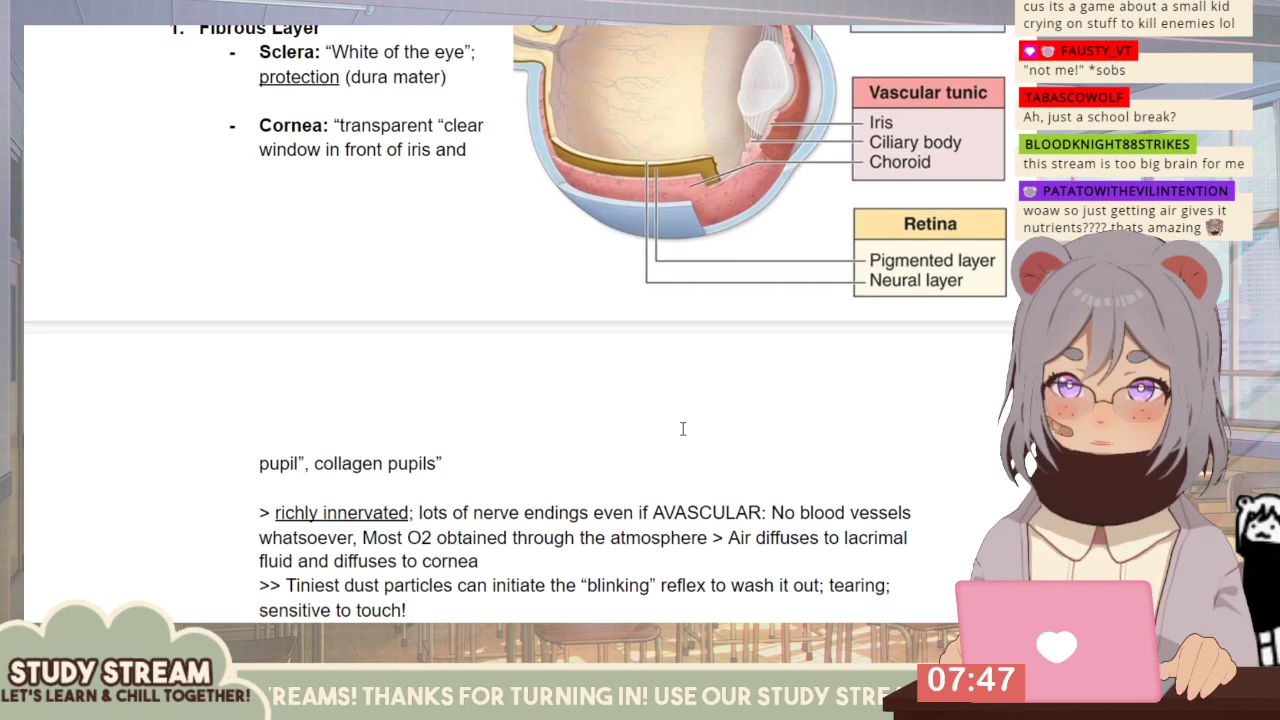 1. Fibrous Layer
- Sclera: “White of the eye”;
protection (dura mater)
- Cornea: “transparent “clear
window in front of iris and
Vascular tunic
Iris
Ciliary body
Choroid
Retina
Pigmented layer
Neural layer
pupil”, collagen pupils”
> richly innervated; lots of nerve endings even if AVASCULAR: No blood vessels
whatsoever, Most O2 obtained through the atmosphere > Air diffuses to lacrimal
fluid and diffuses to cornea
>> Tiniest dust particles can initiate the “blinking” reflex to wash it out; tearing;
sensitive to touch!
cus its a game about a small kid
crying on stuff to kill enemies lol
FAUSTY_VT
"not me!" *sobs
TABASCOWOLF
Ah, just a school break?
BLOODKNIGHT88STRIKES
this stream is too big brain for me
PATATOWITHEVILINTENTION
woaw so just getting air gives it
nutrients???? thats amazing
STUDY STREAM
LET'S LEARN & CHILL TOGETHER!
REAMS! THANKS FOR TURNING IN! USE OUR STUDY STRE
07:47